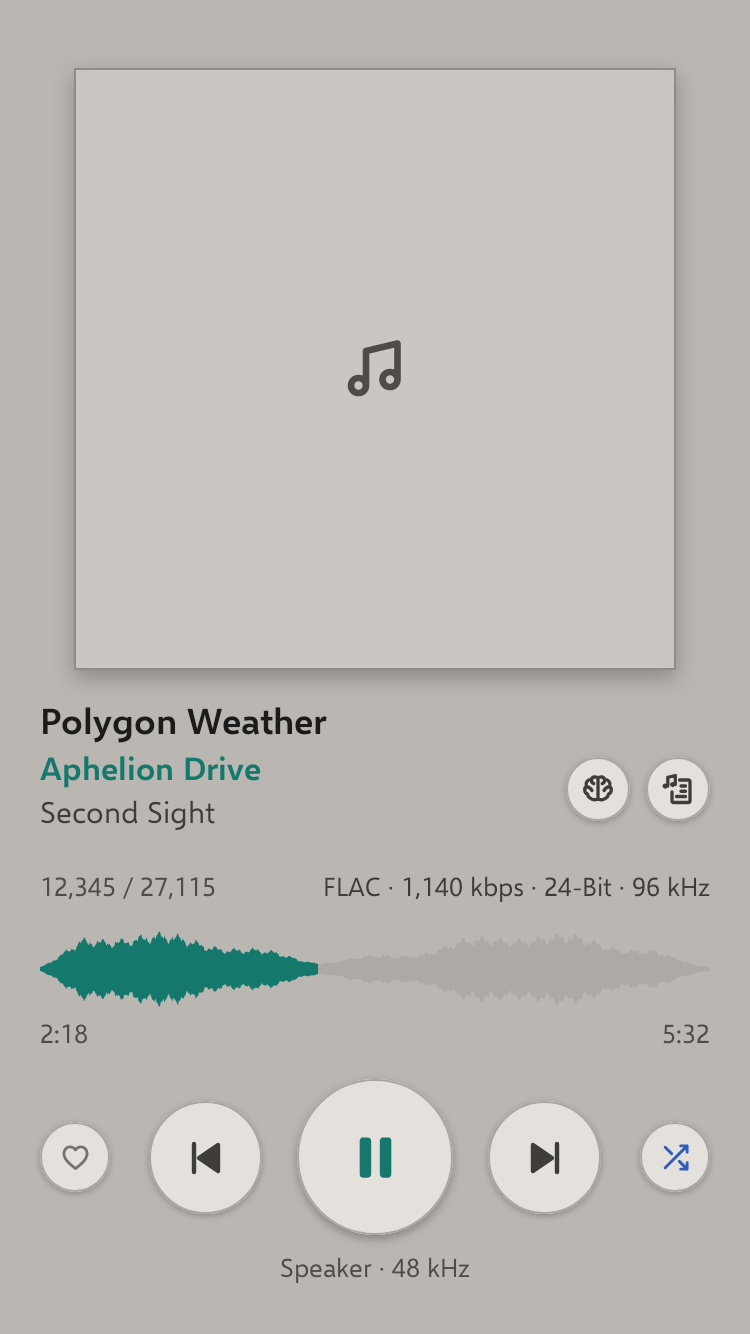 Polygon Weather
Aphelion Drive
Second Sight
12,345 / 27,115
FLAC · 1,140 kbps · 24-Bit · 96 kHz
2:18
5:32
Speaker · 48 kHz